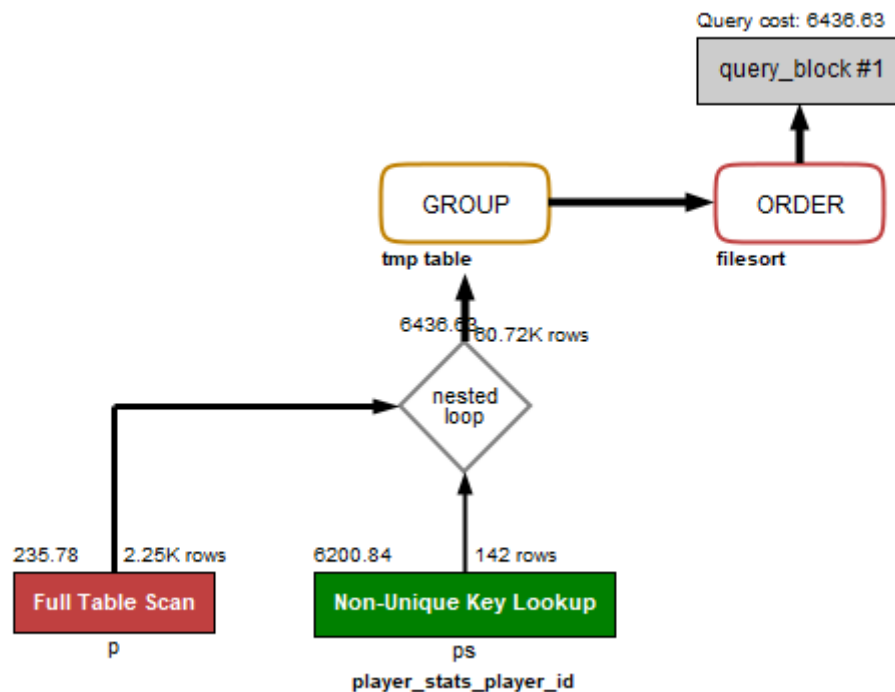 Query cost: 6436.63
query_block #1
GROUP
ORDER
tmp table
filesort
6436.63
60.72K rows
nested
loop
235.78
2.25K rows
6200.84
142 rows
Full Table Scan
Non-Unique Key Lookup
p
ps
player_stats_player_id